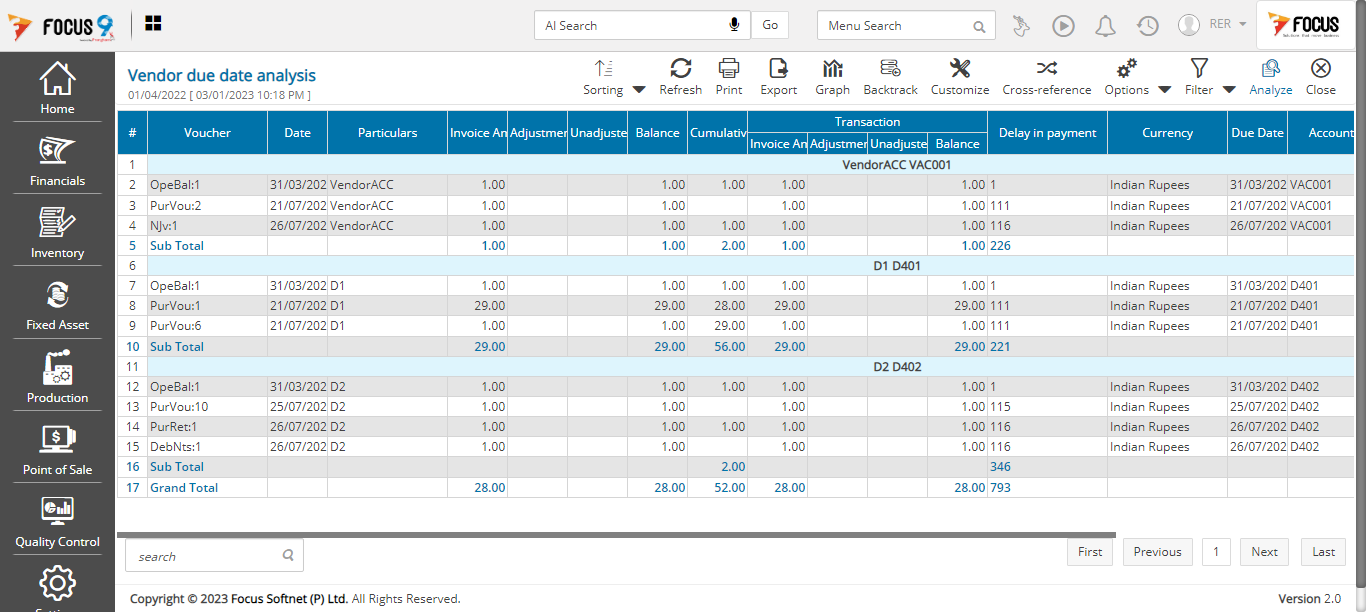 FOCUS 9
AI Search Go Menu Search RER FOCUS
Home
Financials
Inventory
Fixed Asset
Production
Point of Sale
Quality Control
Vendor due date analysis
01/04/2022 [ 03/01/2023 10:18 PM ]
Sorting Refresh Print Export Graph Backtrack Customize Cross-reference Options Filter Analyze Close
# Voucher Date Particulars Invoice An Adjustmer Unadjuste Balance Cumulativ Transaction Delay in payment Currency Due Date Account
Invoice An Adjustmer Unadjuste Balance
1 VendorACC VAC001
2 OpeBal:1 31/03/202 VendorACC 1.00 1.00 1.00 1.00 1.00 1 Indian Rupees 31/03/202 VAC001
3 PurVou:2 21/07/202 VendorACC 1.00 1.00 1.00 1.00 111 Indian Rupees 21/07/202 VAC001
4 NJv:1 26/07/202 VendorACC 1.00 1.00 1.00 1.00 1.00 116 Indian Rupees 26/07/202 VAC001
5 Sub Total 1.00 1.00 2.00 1.00 1.00 226
6 D1 D401
7 OpeBal:1 31/03/202 D1 1.00 1.00 1.00 1.00 1.00 1 Indian Rupees 31/03/202 D401
8 PurVou:1 21/07/202 D1 29.00 29.00 28.00 29.00 29.00 111 Indian Rupees 21/07/202 D401
9 PurVou:6 21/07/202 D1 1.00 1.00 29.00 1.00 1.00 111 Indian Rupees 21/07/202 D401
10 Sub Total 29.00 29.00 56.00 29.00 29.00 221
11 D2 D402
12 OpeBal:1 31/03/202 D2 1.00 1.00 1.00 1.00 1.00 1 Indian Rupees 31/03/202 D402
13 PurVou:10 25/07/202 D2 1.00 1.00 1.00 1.00 115 Indian Rupees 25/07/202 D402
14 PurRet:1 26/07/202 D2 1.00 1.00 1.00 1.00 1.00 116 Indian Rupees 26/07/202 D402
15 DebNts:1 26/07/202 D2 1.00 1.00 1.00 1.00 116 Indian Rupees 26/07/202 D402
16 Sub Total 2.00 346
17 Grand Total 28.00 28.00 52.00 28.00 28.00 793
search First Previous 1 Next Last
Copyright © 2023 Focus Softnet (P) Ltd. All Rights Reserved. Version 2.0